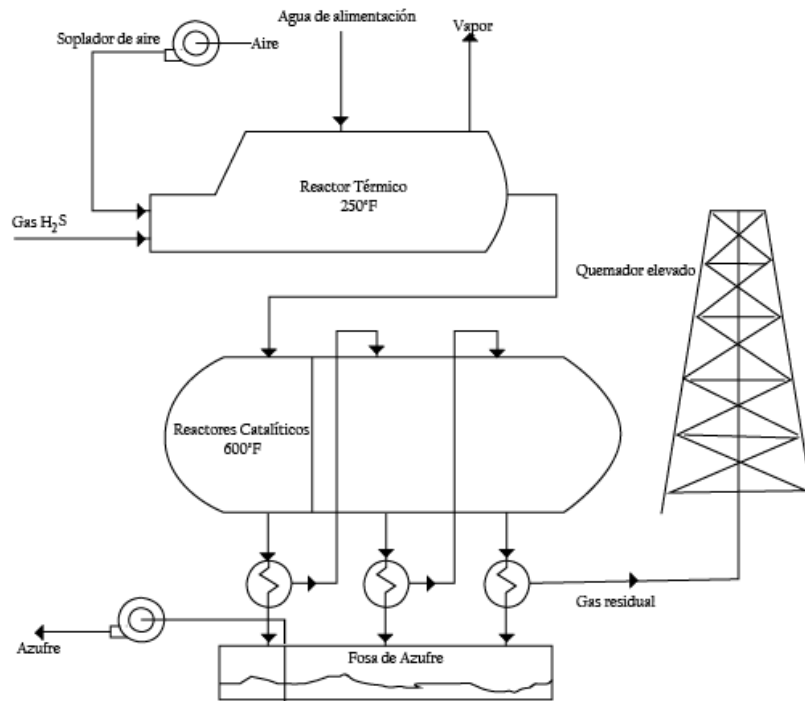 Agua de alimentación
Vapor
Soplador de aire
Aire
Reactor Térmico
250°F
Gas H₂S
Quemador elevado
Reactores Catalíticos
600°F
Gas residual
Azufre
Fosa de Azufre